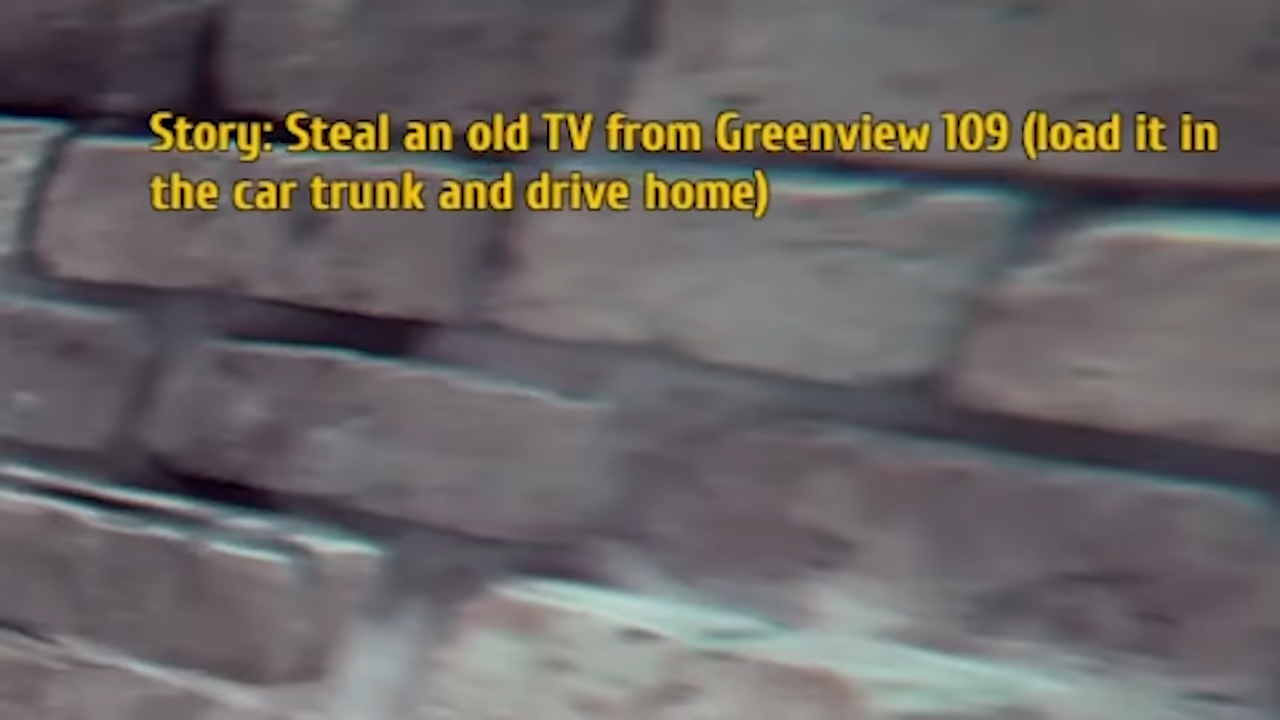 Story: Steal an old TV from Greenview 109 (load it in
the car trunk and drive home)